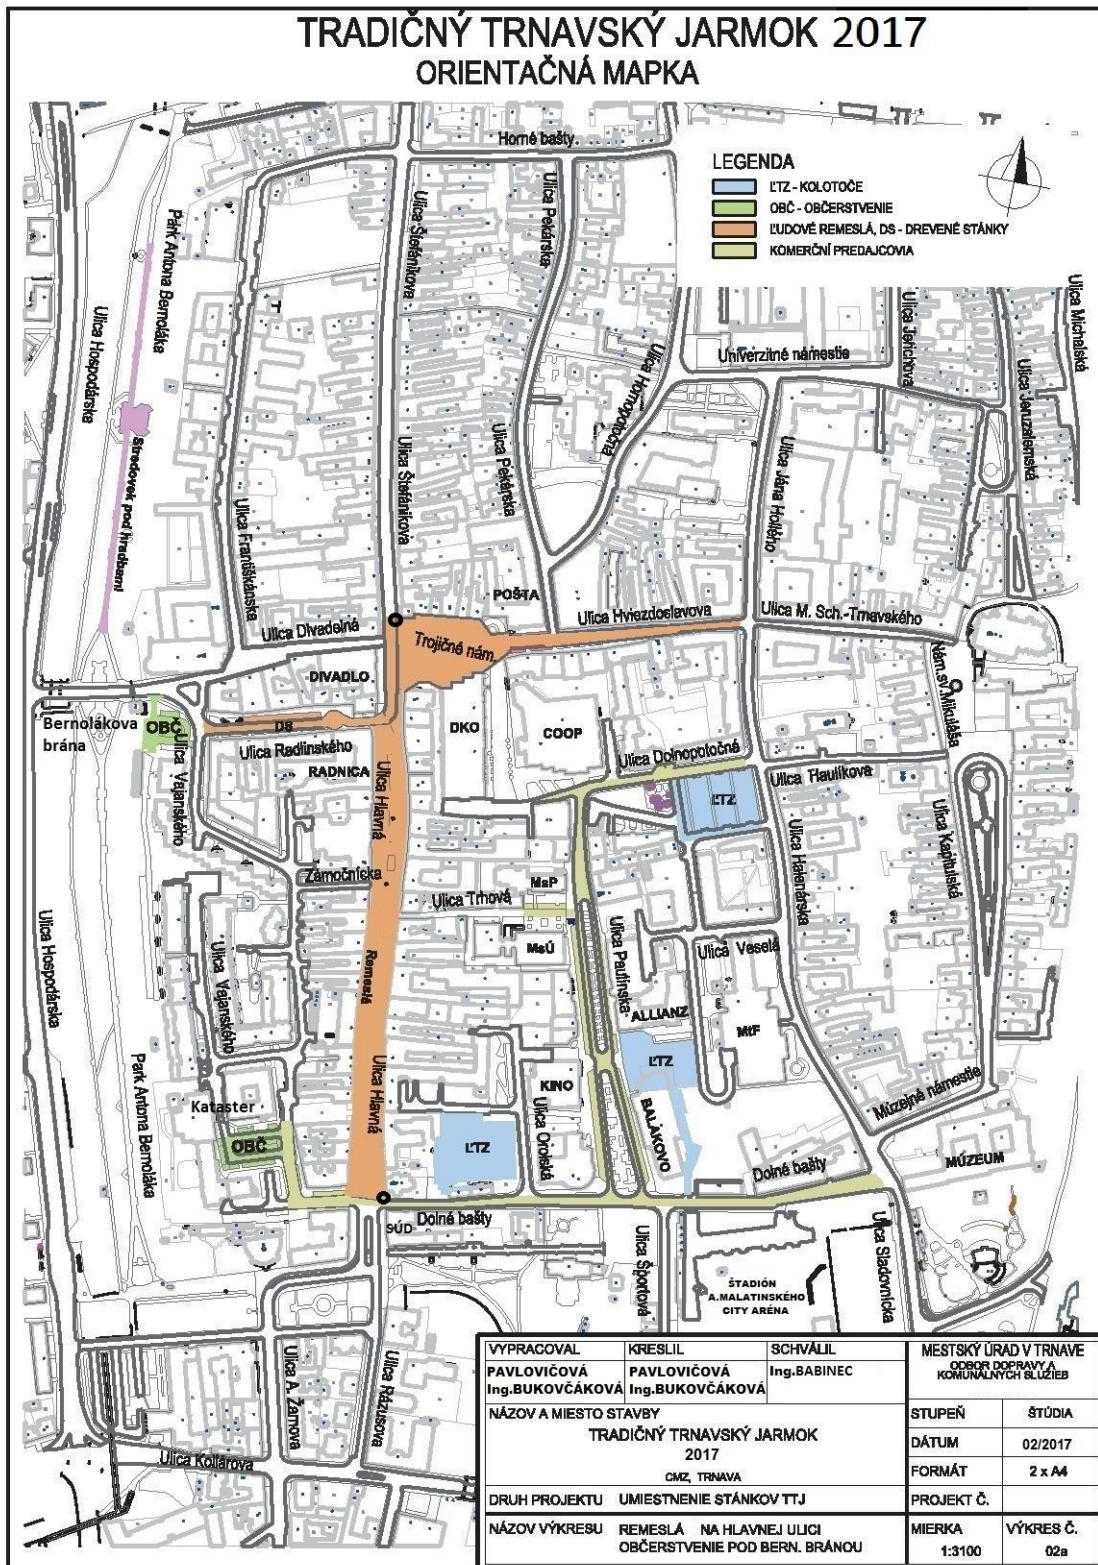 TRADIČNÝ TRNAVSKÝ JARMOK 2017
ORIENTAČNÁ MAPKA
LEGENDA
ĽTZ - KOLOTOČE
OBČ - OBČERSTVENIE
ĽUDOVÉ REMESLÁ, DS - DREVENÉ STÁNKY
KOMERČNÍ PREDAJCOVIA
Horné bašty
Park Antona Bernoláka
Ulica Štefánikova
Ulica Pekárska
Ulica Hospodárska
Ulica Michalská
Ulica Jerichova
Univerzitné námestie
Ulica Hornopotočná
Ulica Jeruzalemská
Stredovek pod hradbami
Ulica Františkánska
Ulica Štefánikova
Ulica Pekárska
Ulica Jána Hollého
POŠTA
Ulica Hviezdoslavova
Ulica M. Sch.-Trnavského
Ulica Divadelná
Trojičné nám.
Nám.sv.Mikuláša
DIVADLO
Bernolákova
brána
OBČ
DS
DKO
COOP
Ulica Radlinského
RADNICA
Ulica Vajanského
Ulica Hlavná
Ulica Dolnopotočná
Ulica Haulíkova
ĽTZ
Ulica Halenárska
Ulica Kapitulská
Zámočnícka
Ulica Trhová
MsP
MsÚ
Ulica Hospodárska
Ulica Vajanského
Remeslá
Ulica Paulínska
Ulica Veselá
ALLIANZ
MtF
ĽTZ
KINO
Ulica Hlavná
Park Antona Bernoláka
Kataster
OBČ
ĽTZ
Ulica Orolská
BALÁKOVO
Múzejné námestie
MÚZEUM
Dolné bašty
SÚD
Dolné bašty
Ulica Športová
Ulica Sladovnícka
ŠTADIÓN
A.MALATINSKÉHO
CITY ARÉNA
Ulica A. Žarnova
Ulica Rázusova
Ulica Kollárova
VYPRACOVAL KRESLIL SCHVÁLIL
PAVLOVIČOVÁ PAVLOVIČOVÁ Ing.BABINEC
Ing.BUKOVČÁKOVÁ Ing.BUKOVČÁKOVÁ
MESTSKÝ ÚRAD V TRNAVE
ODBOR DOPRAVY A
KOMUNÁLNYCH SLUŽIEB
NÁZOV A MIESTO STAVBY
TRADIČNÝ TRNAVSKÝ JARMOK
2017
CMZ, TRNAVA
STUPEŇ ŠTÚDIA
DÁTUM 02/2017
FORMÁT 2 x A4
DRUH PROJEKTU UMIESTNENIE STÁNKOV TTJ
PROJEKT Č.
NÁZOV VÝKRESU REMESLÁ NA HLAVNEJ ULICI
OBČERSTVENIE POD BERN. BRÁNOU
MIERKA VÝKRES Č.
1:3100 02a